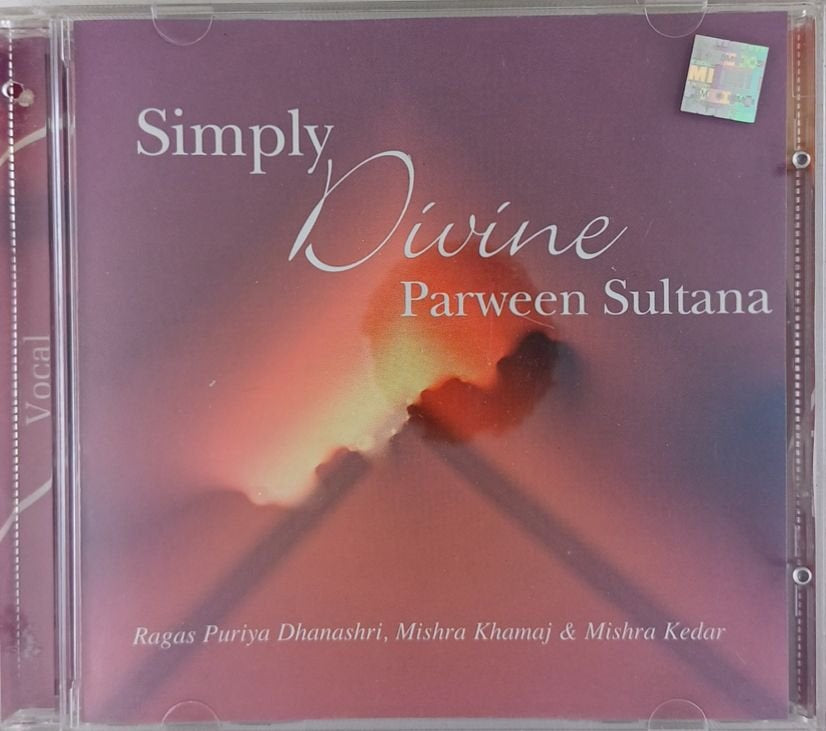 Simply
Divine
Parween Sultana
Vocal
Ragas Puriya Dhanashri, Mishra Khamaj & Mishra Kedar